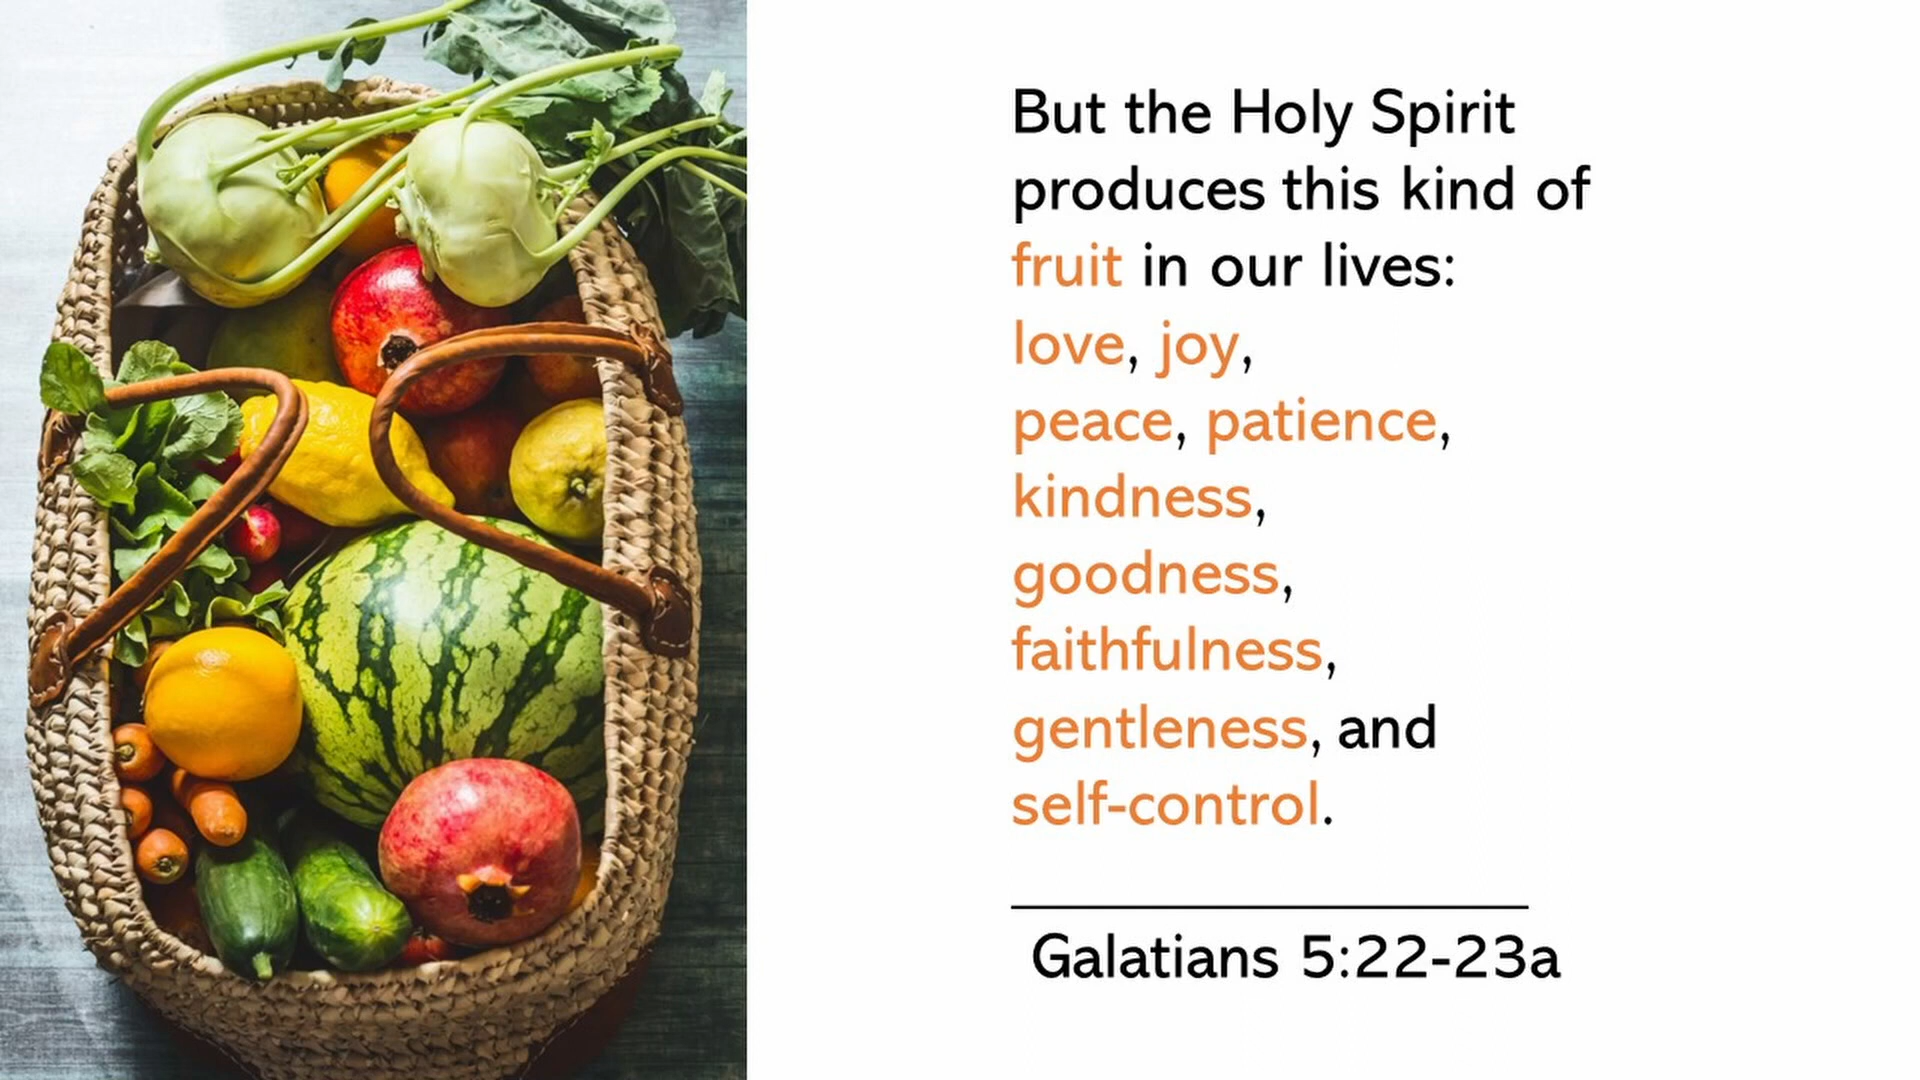 But the Holy Spirit
produces this kind of
fruit in our lives:
love, joy,
peace, patience,
kindness,
goodness,
faithfulness,
gentleness, and
self-control.
Galatians 5:22-23a